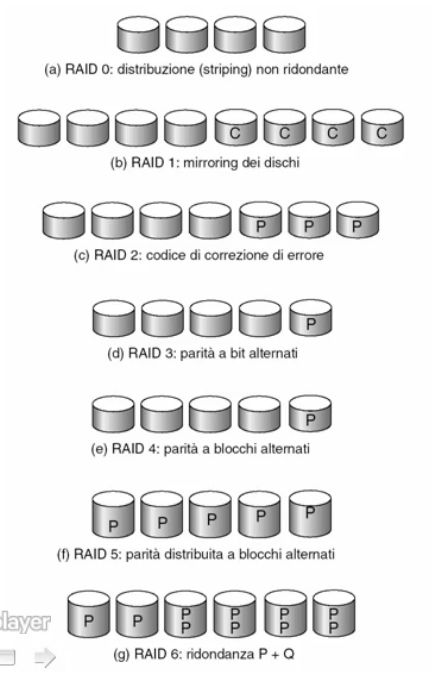 (a) RAID 0: distribuzione (striping) non ridondante
C C C C
(b) RAID 1: mirroring dei dischi
P P P
(c) RAID 2: codice di correzione di errore
P
(d) RAID 3: parità a bit alternati
P
(e) RAID 4: parità a blocchi alternati
P P P P P
(f) RAID 5: parità distribuita a blocchi alternati
P P P P P P
P P P P
(g) RAID 6: ridondanza P + Q
player